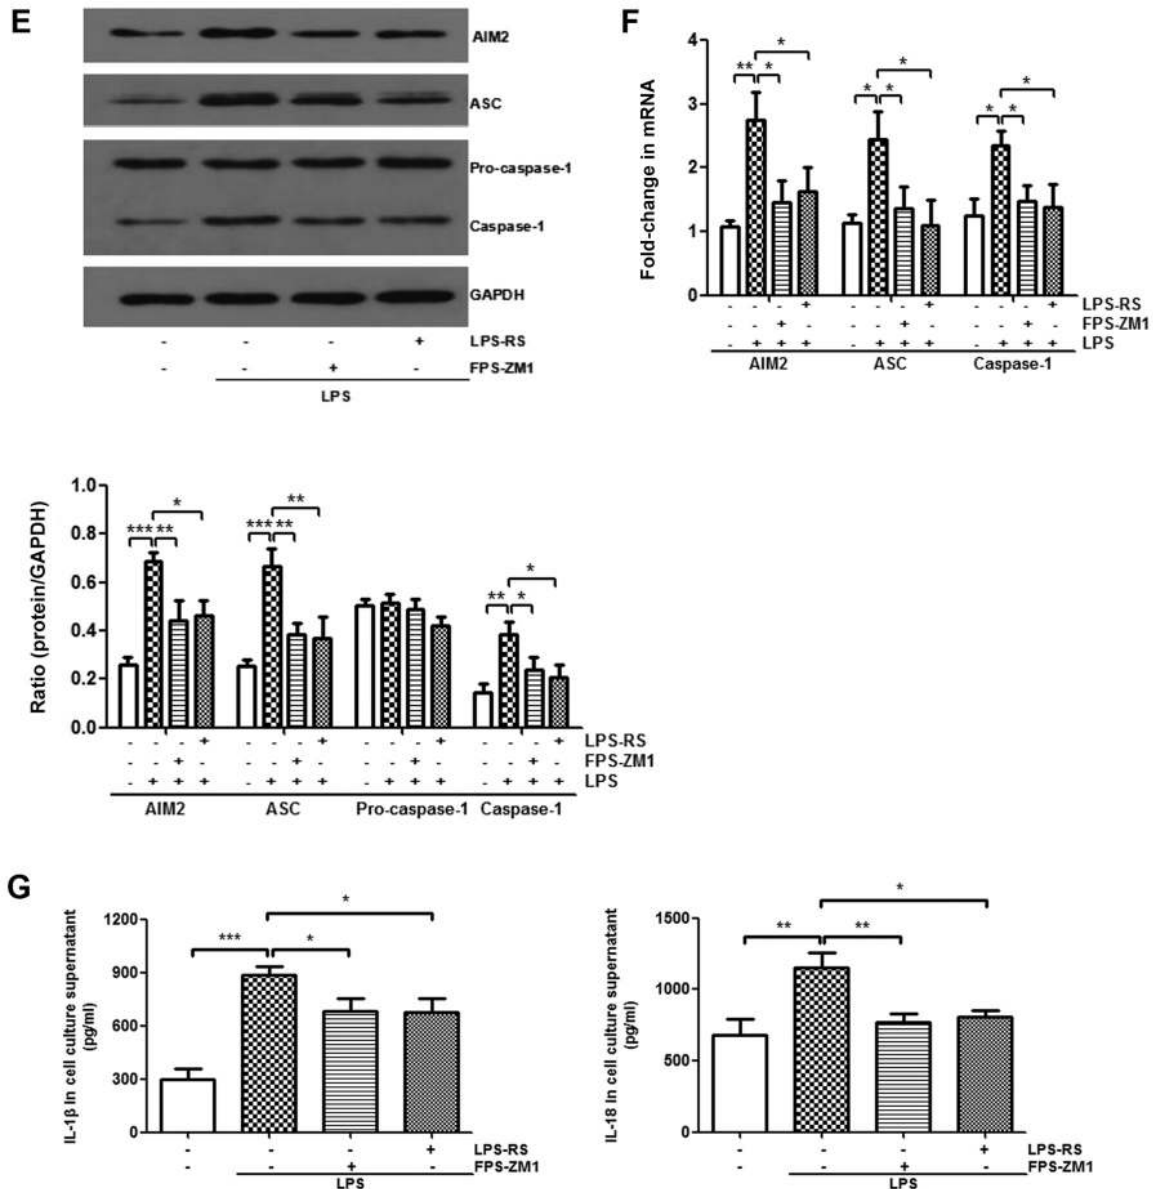 E
AIM2
ASC
Pro-caspase-1
Caspase-1
GAPDH
- - - + LPS-RS
- - + - FPS-ZM1
LPS
F
Fold-change in mRNA
4
3
2
1
0
** * *
* * *
* * *
- - - + - - - + - - - + LPS-RS
- - + - - - + - - - + - FPS-ZM1
- + + + - + + + - + + + LPS
AIM2 ASC Caspase-1
Ratio (protein/GAPDH)
1.0
0.8
0.6
0.4
0.2
0.0
*** ** *
*** ** **
** * *
- - - + - - - + - - - + - - - + LPS-RS
- - + - - - + - - - + - - - + - FPS-ZM1
- + + + - + + + - + + + - + + + LPS
AIM2 ASC Pro-caspase-1 Caspase-1
G
IL-1β in cell culture supernatant
(pg/ml)
1200
900
600
300
0
*** * *
- - - + LPS-RS
- - + - FPS-ZM1
LPS
IL-18 in cell culture supernatant
(pg/ml)
1500
1000
500
0
** ** *
- - - + LPS-RS
- - + - FPS-ZM1
LPS